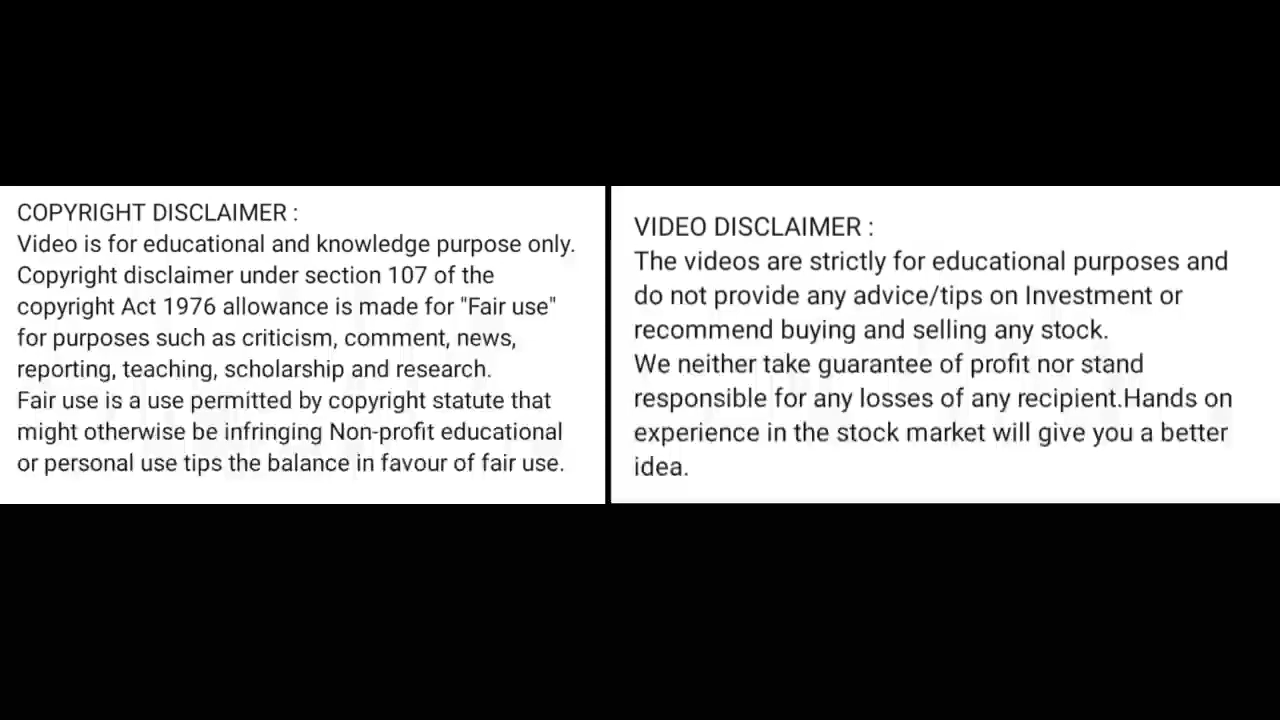 COPYRIGHT DISCLAIMER :
Video is for educational and knowledge purpose only.
Copyright disclaimer under section 107 of the
copyright Act 1976 allowance is made for "Fair use"
for purposes such as criticism, comment, news,
reporting, teaching, scholarship and research.
Fair use is a use permitted by copyright statute that
might otherwise be infringing Non-profit educational
or personal use tips the balance in favour of fair use.
VIDEO DISCLAIMER :
The videos are strictly for educational purposes and
do not provide any advice/tips on Investment or
recommend buying and selling any stock.
We neither take guarantee of profit nor stand
responsible for any losses of any recipient.Hands on
experience in the stock market will give you a better
idea.